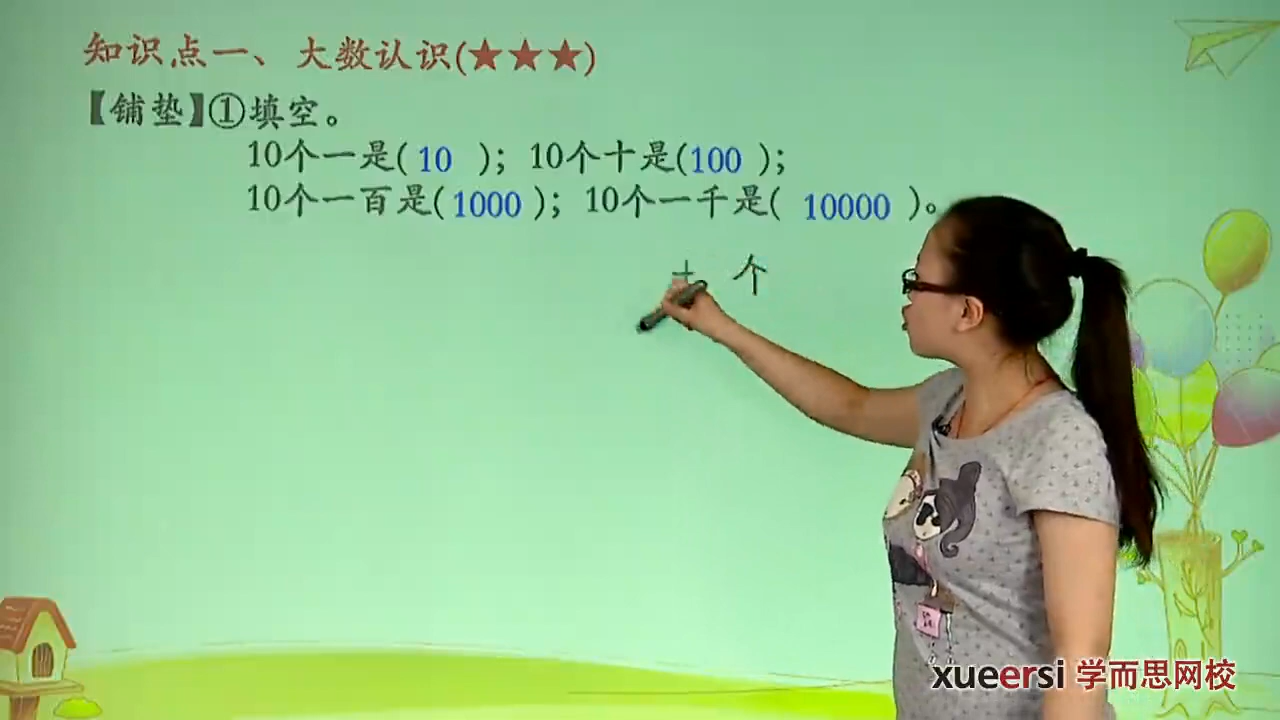 知识点一、大数认识(★★★)
【铺垫】①填空。
10个一是( 10 )；10个十是(100 )；
10个一百是(1000 )；10个一千是( 10000 )。
十 个
xueersi 学而思网校